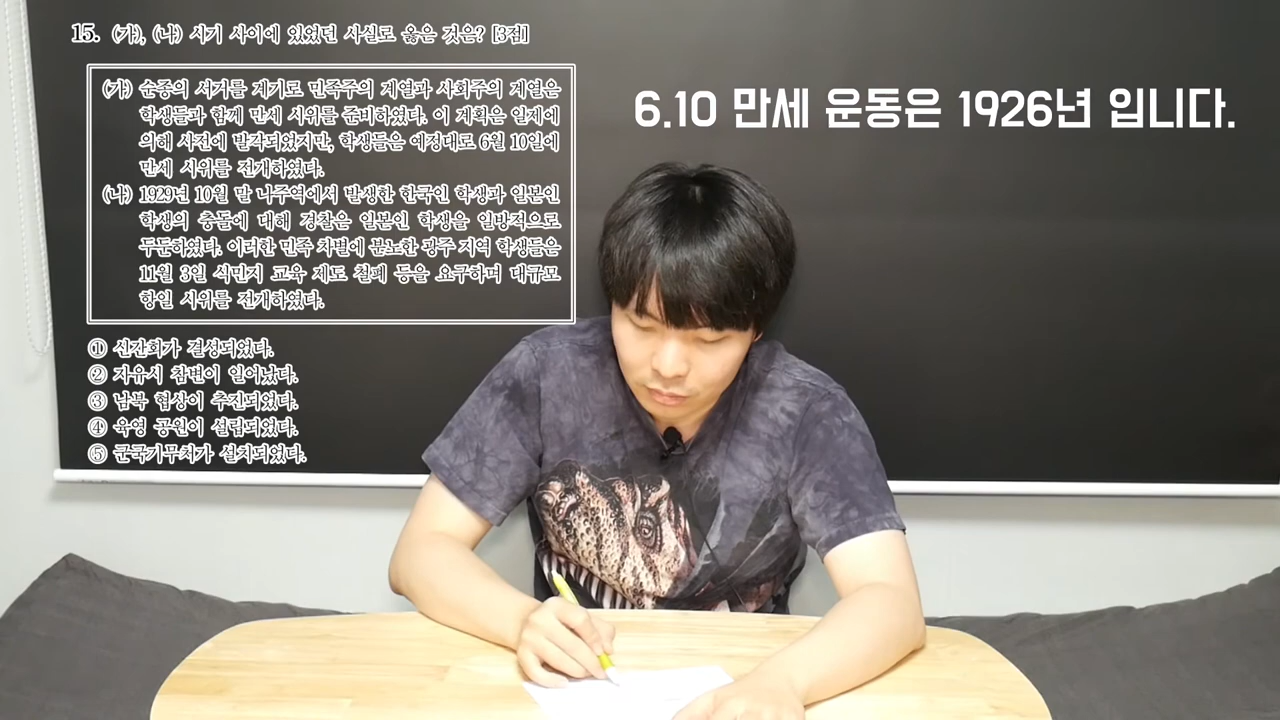 15. (가), (나) 시기 사이에 있었던 사실로 옳은 것은? [3점]
(가) 순종의 서거를 계기로 민족주의 계열과 사회주의 계열은
학생들과 함께 만세 시위를 준비하였다. 이 계획은 일제에
의해 사전에 발각되었지만, 학생들은 예정대로 6월 10일에
만세 시위를 전개하였다.
(나) 1929년 10월 말 나주역에서 발생한 한국인 학생과 일본인
학생의 충돌에 대해 경찰은 일본인 학생을 일방적으로
두둔하였다. 이러한 민족 차별에 분노한 광주 지역 학생들은
11월 3일 식민지 교육 제도 철폐 등을 요구하며 대규모
항일 시위를 전개하였다.
① 신간회가 결성되었다.
② 자유시 참변이 일어났다.
③ 남북 협상이 추진되었다.
④ 육영 공원이 설립되었다.
⑤ 군국기무처가 설치되었다.
6.10 만세 운동은 1926년 입니다.